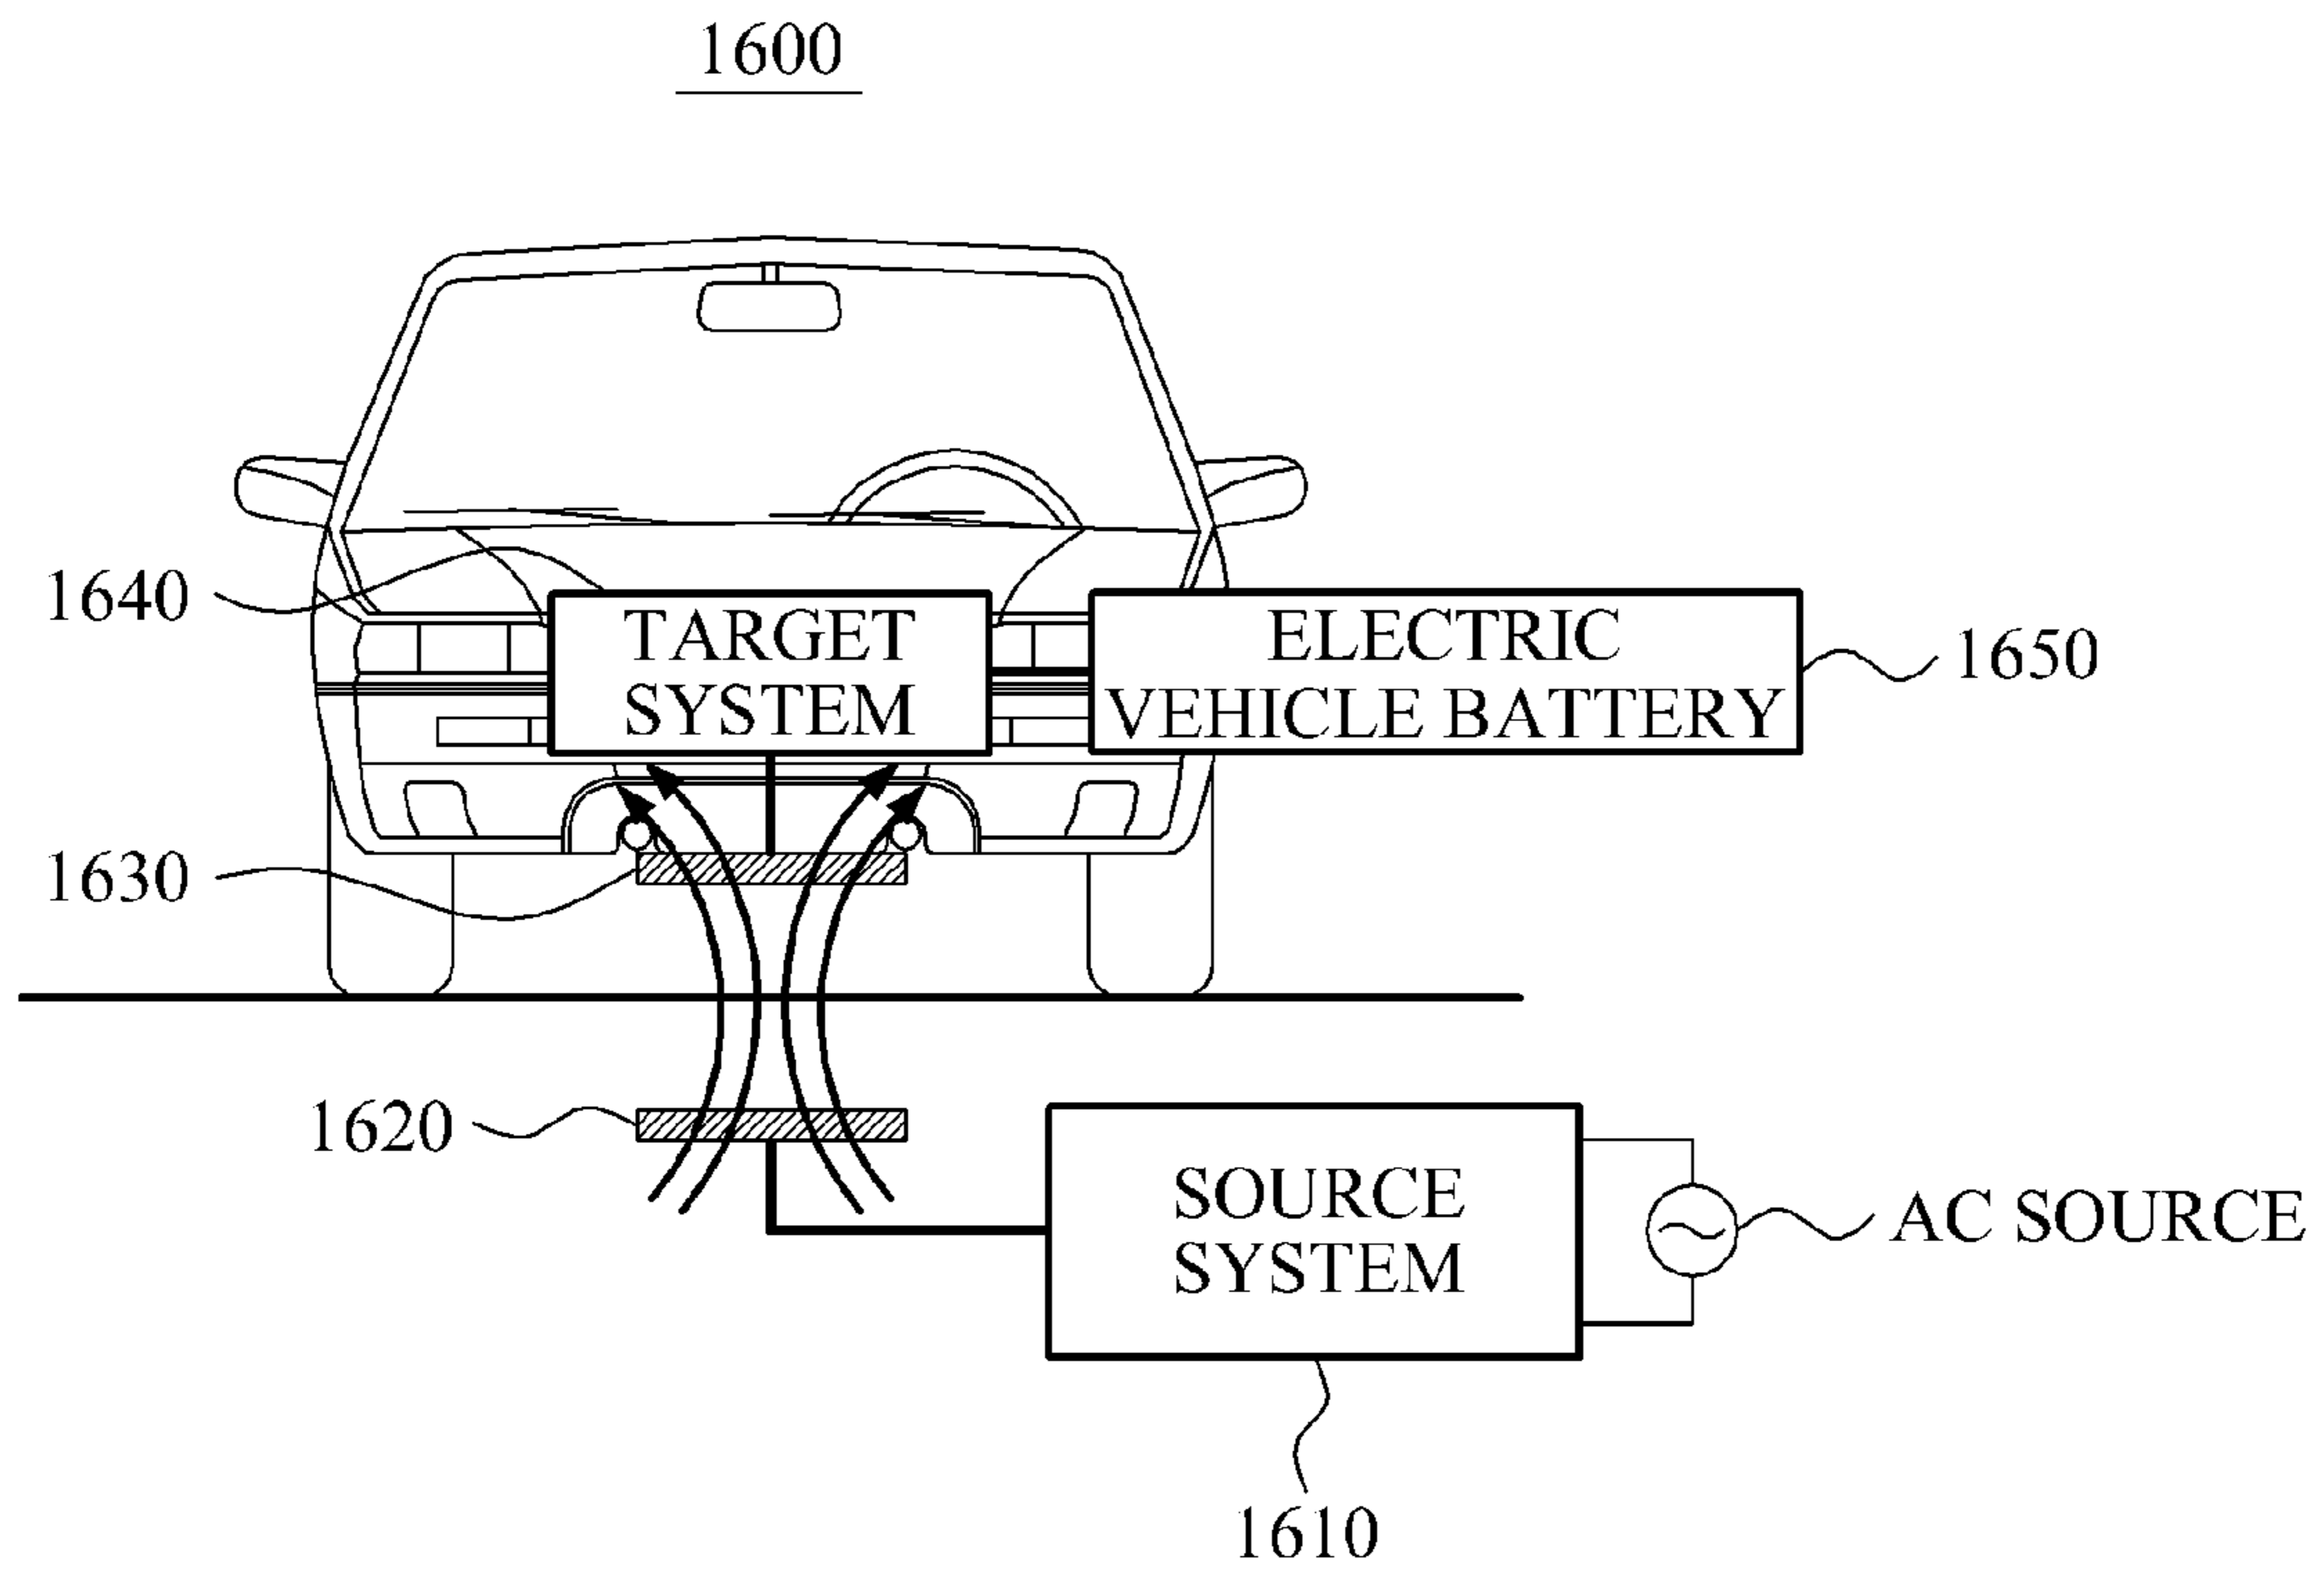 1600
1640
TARGET
SYSTEM
ELECTRIC
VEHICLE BATTERY
1650
1630
1620
SOURCE
SYSTEM
AC SOURCE
1610